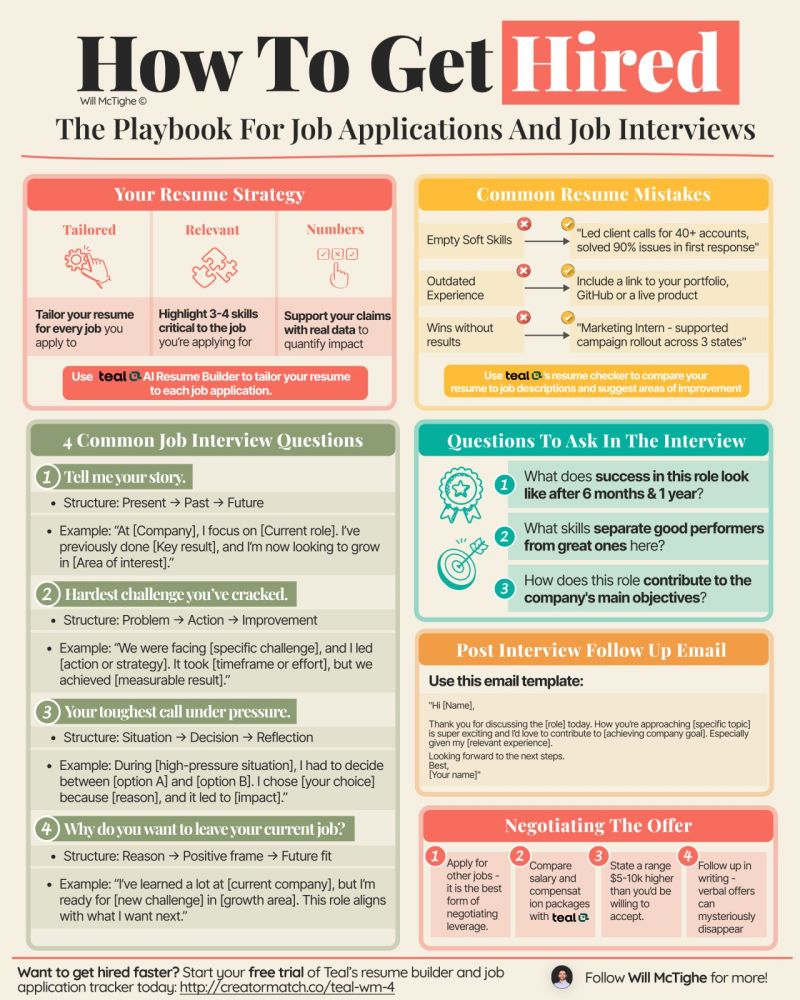 How To Get Hired
Will McTighe ©
The Playbook For Job Applications And Job Interviews
Your Resume Strategy
Tailored
Relevant
Numbers
Tailor your resume
for every job you
apply to
Highlight 3-4 skills
critical to the job
you're applying for
Support your claims
with real data to
quantify impact
Use teal AI Resume Builder to tailor your resume
to each job application.
Common Resume Mistakes
Empty Soft Skills
"Led client calls for 40+ accounts,
solved 90% issues in first response"
Outdated
Experience
Include a link to your portfolio,
GitHub or a live product
Wins without
results
"Marketing Intern - supported
campaign rollout across 3 states"
Use teal's resume checker to compare your
resume to job descriptions and suggest areas of improvement
4 Common Job Interview Questions
1 Tell me your story.
• Structure: Present → Past → Future
• Example: "At [Company], I focus on [Current role]. I've
previously done [Key result], and I'm now looking to grow
in [Area of interest]."
2 Hardest challenge you've cracked.
• Structure: Problem → Action → Improvement
• Example: "We were facing [specific challenge], and I led
[action or strategy]. It took [timeframe or effort], but we
achieved [measurable result]."
3 Your toughest call under pressure.
• Structure: Situation → Decision → Reflection
• Example: During [high-pressure situation], I had to decide
between [option A] and [option B]. I chose [your choice]
because [reason], and it led to [impact]."
4 Why do you want to leave your current job?
• Structure: Reason → Positive frame → Future fit
• Example: "I've learned a lot at [current company], but I'm
ready for [new challenge] in [growth area]. This role aligns
with what I want next."
Questions To Ask In The Interview
1 What does success in this role look
like after 6 months & 1 year?
2 What skills separate good performers
from great ones here?
3 How does this role contribute to the
company's main objectives?
Post Interview Follow Up Email
Use this email template:
"Hi [Name],
Thank you for discussing the [role] today. How you're approaching [specific topic]
is super exciting and I'd love to contribute to [achieving company goal]. Especially
given my [relevant experience].
Looking forward to the next steps.
Best,
[Your name]"
Negotiating The Offer
1 Apply for
other jobs -
it is the best
form of
negotiating
leverage.
2 Compare
salary and
compensat
ion packages
with teal
3 State a range
$5-10k higher
than you'd be
willing to
accept.
4 Follow up in
writing -
verbal offers
can
mysteriously
disappear
Want to get hired faster? Start your free trial of Teal's resume builder and job
application tracker today: http://creatormatch.co/teal-wm-4
Follow Will McTighe for more!